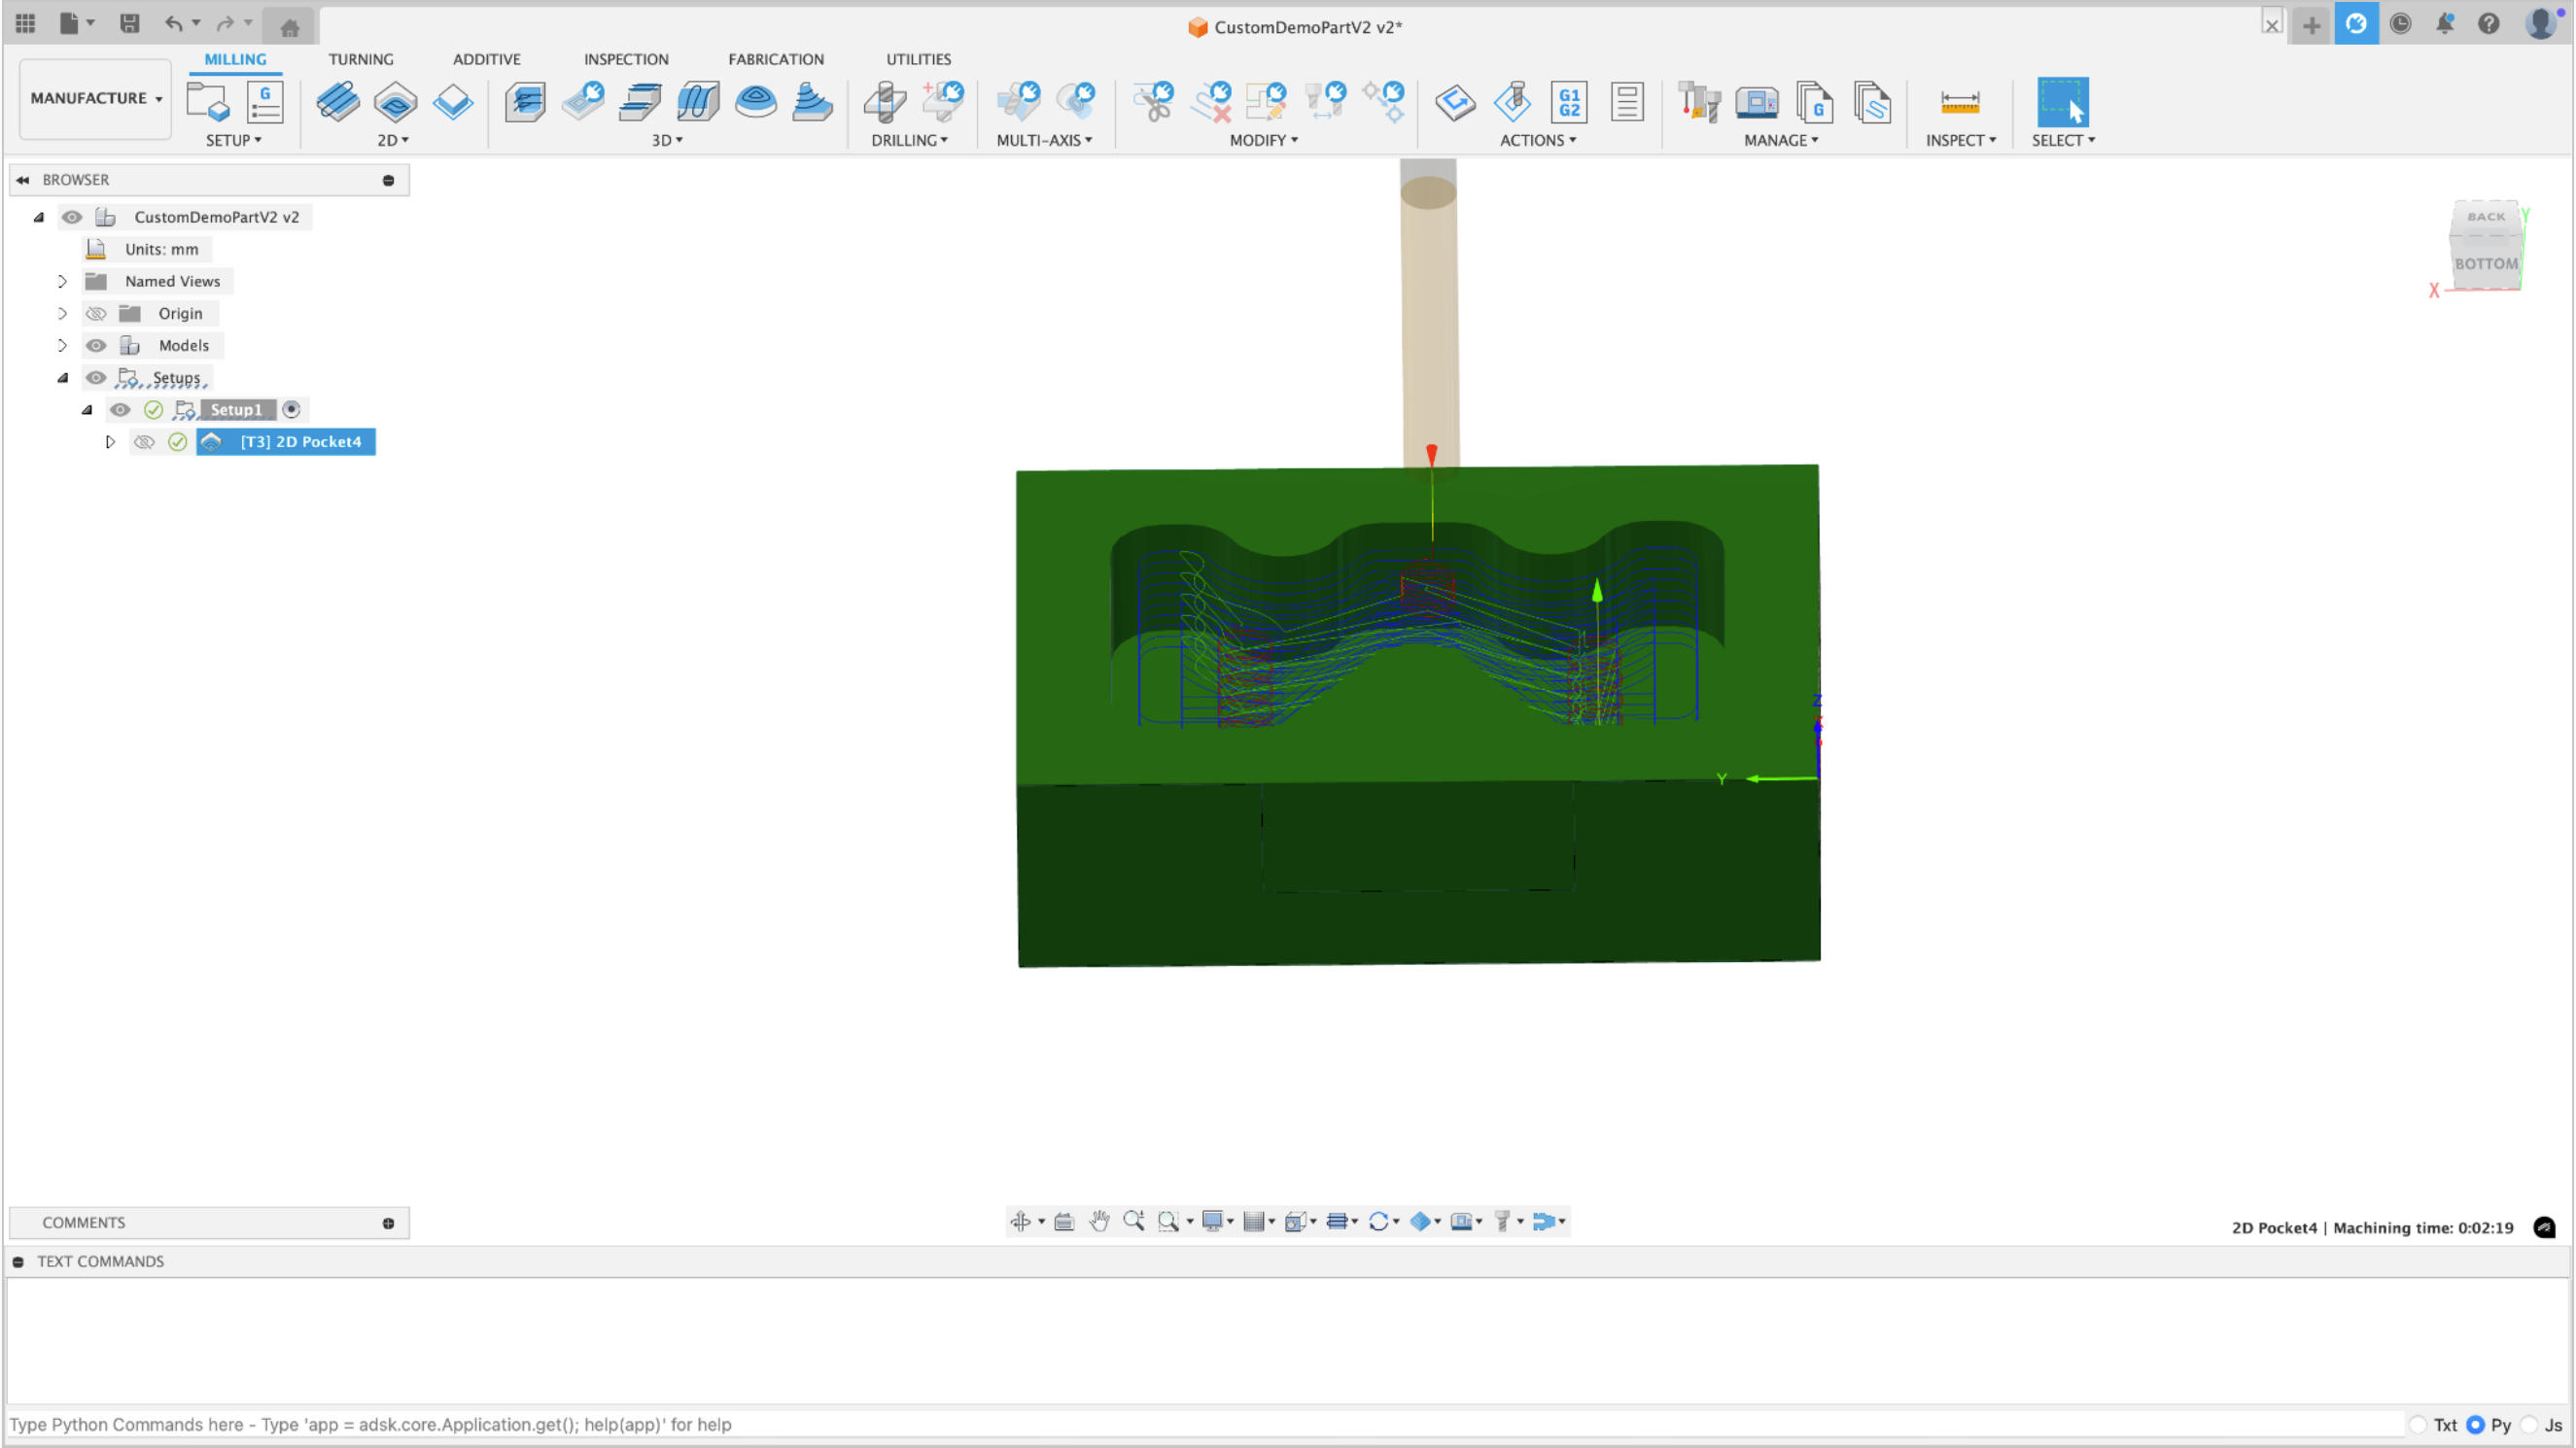 CustomDemoPartV2 v2*
MILLING TURNING ADDITIVE INSPECTION FABRICATION UTILITIES
MANUFACTURE
G
G1
G2
G
SETUP 2D 3D DRILLING MULTI-AXIS MODIFY ACTIONS MANAGE INSPECT SELECT
BROWSER
CustomDemoPartV2 v2
Units: mm
Named Views
Origin
Models
Setups
Setup1
[T3] 2D Pocket4
BACK
Y
BOTTOM
X
Z
Y
COMMENTS
2D Pocket4 | Machining time: 0:02:19
TEXT COMMANDS
Type Python Commands here - Type 'app = adsk.core.Application.get(); help(app)' for help
Txt Py Js